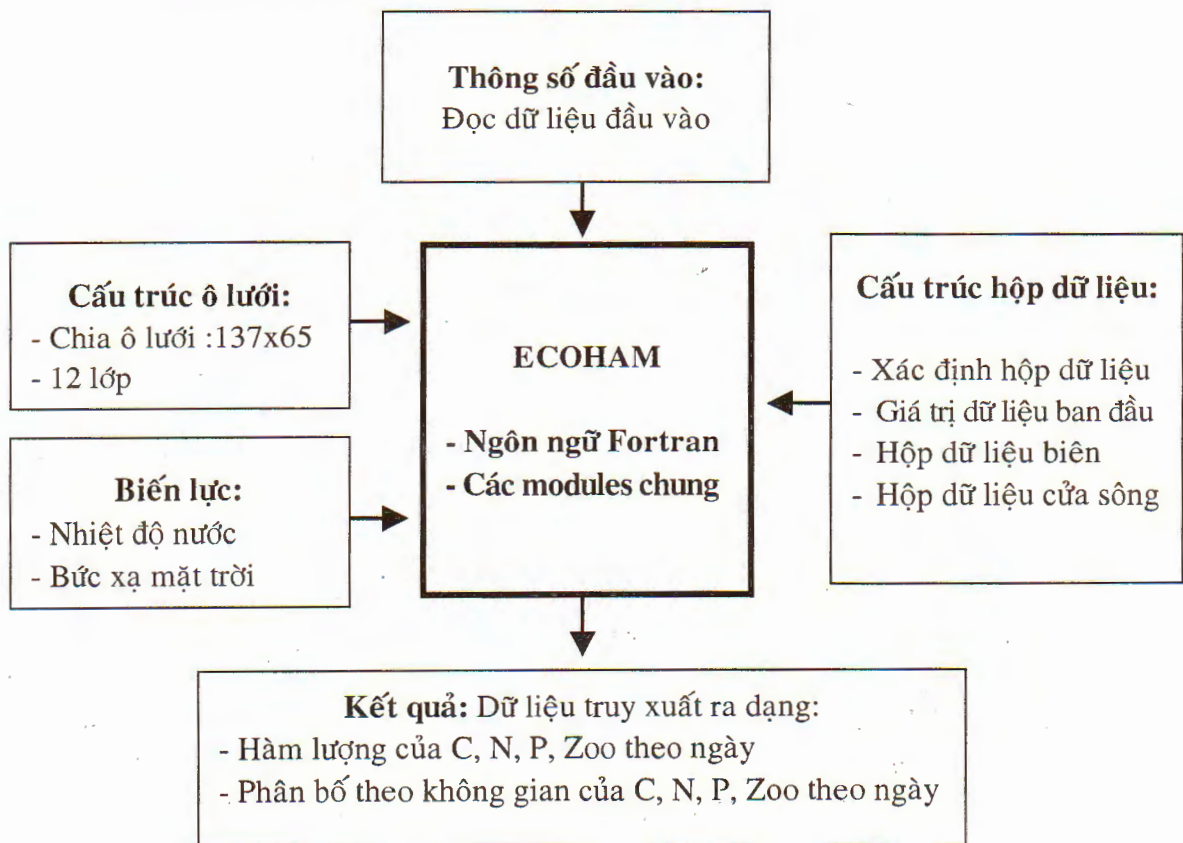 Thông số đầu vào:
Đọc dữ liệu đầu vào
Cấu trúc ô lưới:
- Chia ô lưới :137x65
- 12 lớp
Biến lực:
- Nhiệt độ nước
- Bức xạ mặt trời
ECOHAM
- Ngôn ngữ Fortran
- Các modules chung
Cấu trúc hộp dữ liệu:
- Xác định hộp dữ liệu
- Giá trị dữ liệu ban đầu
- Hộp dữ liệu biên
- Hộp dữ liệu cửa sông
Kết quả: Dữ liệu truy xuất ra dạng:
- Hàm lượng của C, N, P, Zoo theo ngày
- Phân bố theo không gian của C, N, P, Zoo theo ngày